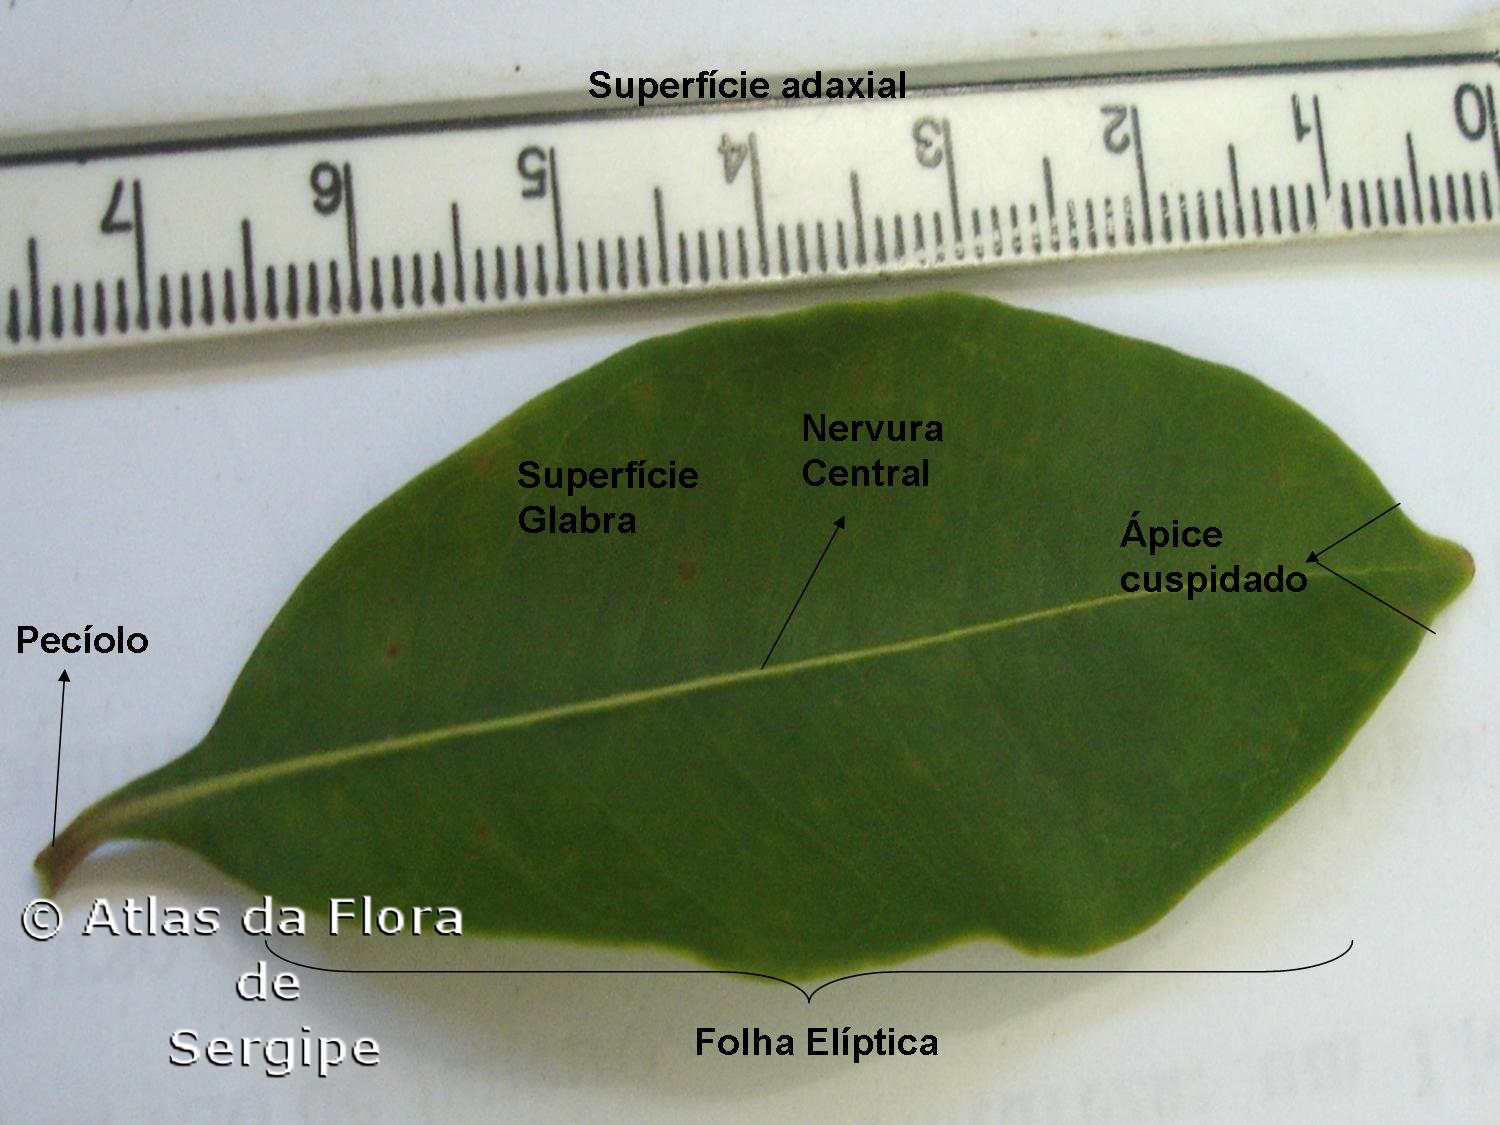 Superfície adaxial
7 6 5 4 3 2 1 0
Nervura
Central
Superfície
Glabra
Ápice
cuspidado
Pecíolo
© Atlas da Flora
de
Sergipe
Folha Elíptica